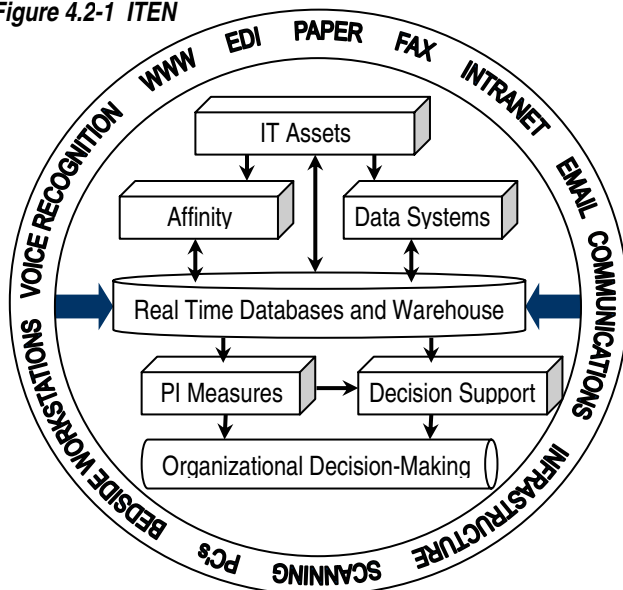 Figure 4.2-1 ITEN
VOICE RECOGNITION WWW EDI PAPER FAX INTRANET EMAIL COMMUNICATIONS INFRASTRUCTURE SCANNING PC's BEDSIDE WORKSTATIONS
IT Assets
Affinity
Data Systems
Real Time Databases and Warehouse
PI Measures
Decision Support
Organizational Decision-Making